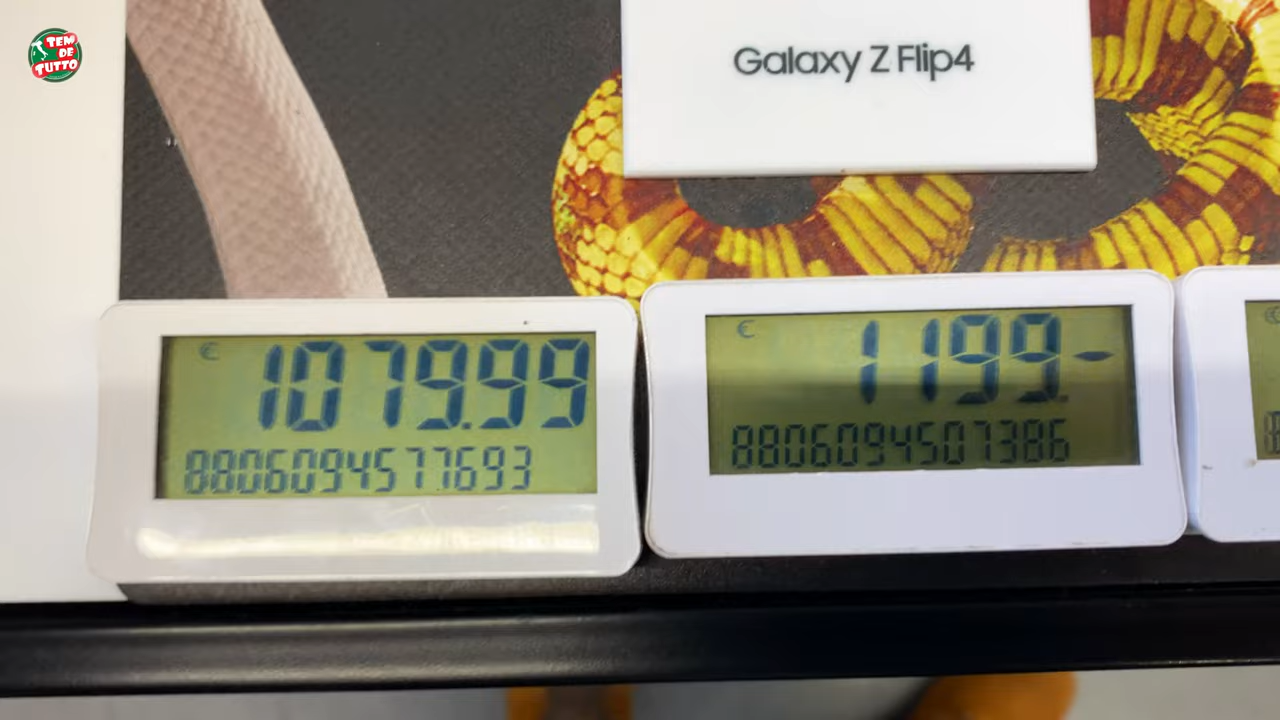 TEM
DE
TUTTO
Galaxy Z Flip4
€ 1079.99
8806094577693
€ 1199.-
8806094507386
€